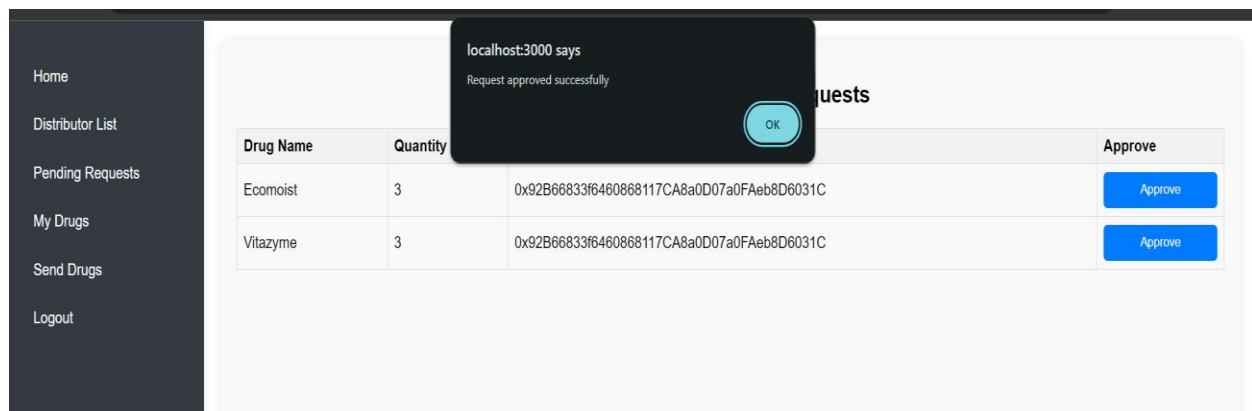 localhost:3000 says
Request approved successfully
OK
Home
Distributor List
Pending Requests
My Drugs
Send Drugs
Logout
Drug Name Quantity Approve
Ecomoist 3 0x92B66833f6460868117CA8a0D07a0FAeb8D6031C Approve
Vitazyme 3 0x92B66833f6460868117CA8a0D07a0FAeb8D6031C Approve